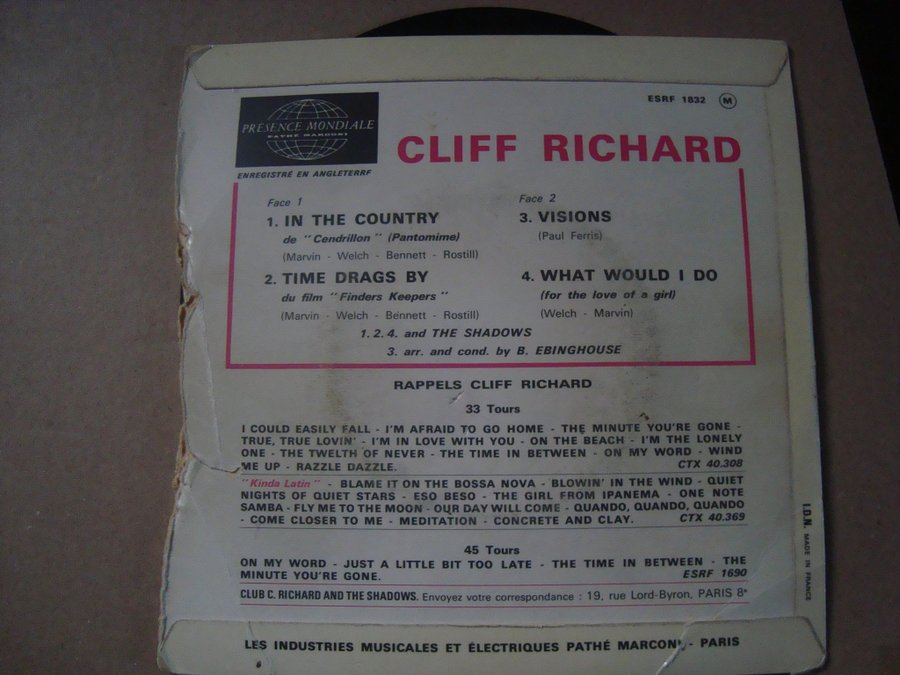 ESRF 1832 M
PRÉSENCE MONDIALE
PATHÉ MARCONI
CLIFF RICHARD
ENREGISTRÉ EN ANGLETERRF
Face 1
1. IN THE COUNTRY
de "Cendrillon" (Pantomime)
(Marvin - Welch - Bennett - Rostill)
2. TIME DRAGS BY
du film "Finders Keepers"
(Marvin - Welch - Bennett - Rostill)
Face 2
3. VISIONS
(Paul Ferris)
4. WHAT WOULD I DO
(for the love of a girl)
(Welch - Marvin)
1. 2. 4. and THE SHADOWS
3. arr. and cond. by B. EBINGHOUSE
RAPPELS CLIFF RICHARD
33 Tours
I COULD EASILY FALL - I'M AFRAID TO GO HOME - THE MINUTE YOU'RE GONE -
TRUE, TRUE LOVIN' - I'M IN LOVE WITH YOU - ON THE BEACH - I'M THE LONELY
ONE - THE TWELTH OF NEVER - THE TIME IN BETWEEN - ON MY WORD - WIND
ME UP - RAZZLE DAZZLE. CTX 40.308
"Kinda Latin" - BLAME IT ON THE BOSSA NOVA - BLOWIN' IN THE WIND - QUIET
NIGHTS OF QUIET STARS - ESO BESO - THE GIRL FROM IPANEMA - ONE NOTE
SAMBA - FLY ME TO THE MOON - OUR DAY WILL COME - QUANDO, QUANDO, QUANDO
- COME CLOSER TO ME - MEDITATION - CONCRETE AND CLAY. CTX 40.369
45 Tours
ON MY WORD - JUST A LITTLE BIT TOO LATE - THE TIME IN BETWEEN - THE
MINUTE YOU'RE GONE. ESRF 1690
CLUB C. RICHARD AND THE SHADOWS. Envoyez votre correspondance : 19, rue Lord-Byron, PARIS 8e
LES INDUSTRIES MUSICALES ET ÉLECTRIQUES PATHÉ MARCONI - PARIS
I.D.N. MADE IN FRANCE